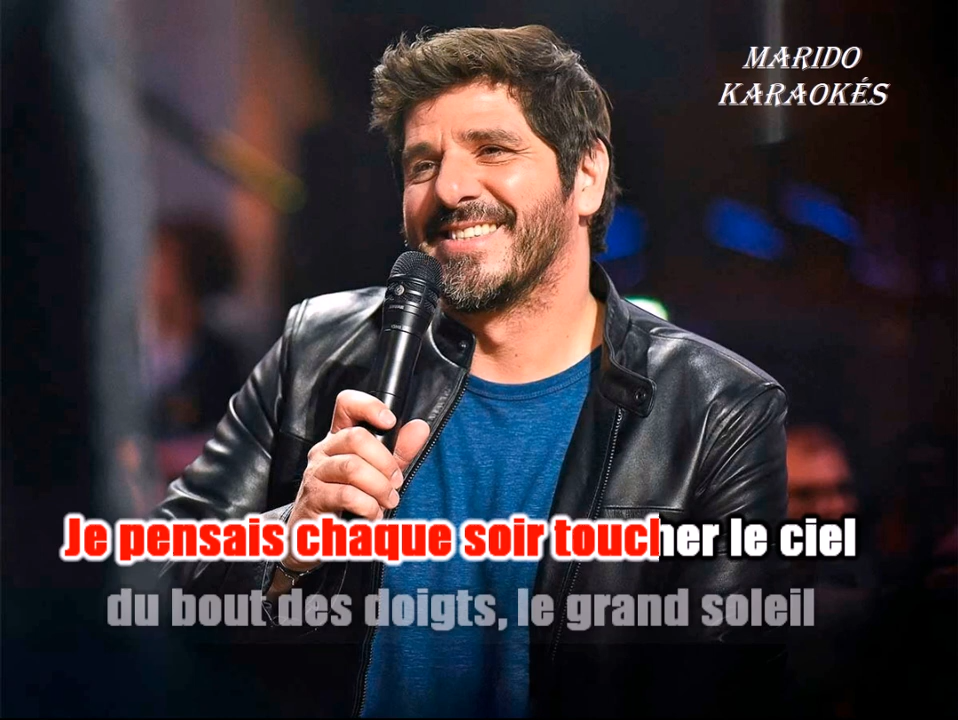 MARIDO
KARAOKÉS
Je pensais chaque soir toucher le ciel
du bout des doigts, le grand soleil